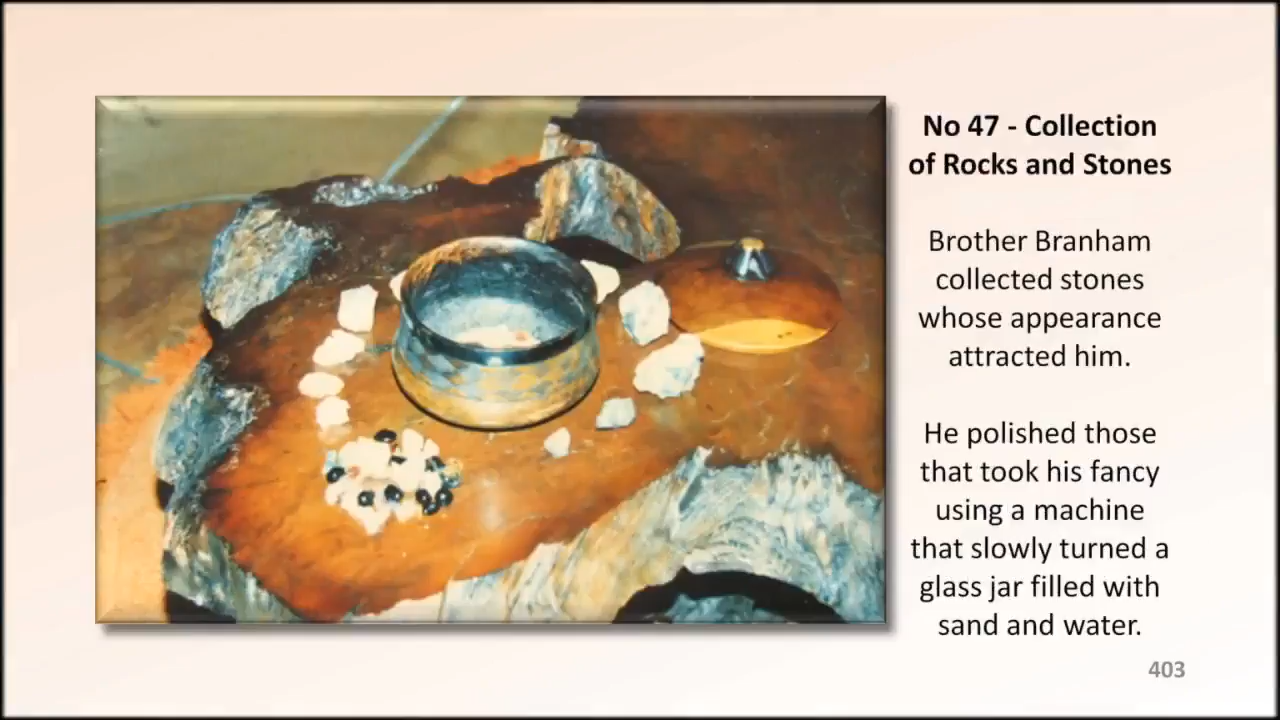 No 47 - Collection
of Rocks and Stones
Brother Branham
collected stones
whose appearance
attracted him.
He polished those
that took his fancy
using a machine
that slowly turned a
glass jar filled with
sand and water.
403